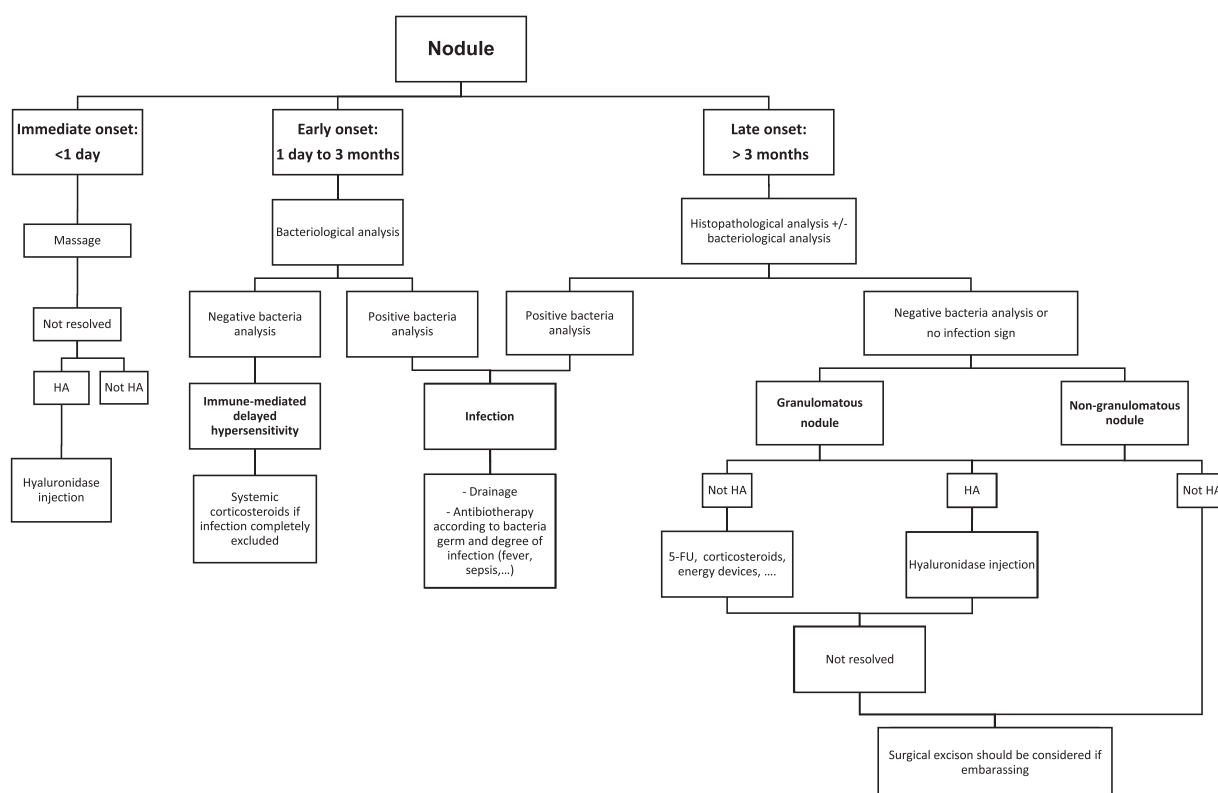 Nodule
Immediate onset:
<1 day
Early onset:
1 day to 3 months
Late onset:
> 3 months
Massage
Bacteriological analysis
Histopathological analysis +/-
bacteriological analysis
Not resolved
HA
Not HA
Hyaluronidase
injection
Negative bacteria
analysis
Positive bacteria
analysis
Positive bacteria
analysis
Negative bacteria analysis or
no infection sign
Immune-mediated
delayed
hypersensitivity
Infection
Granulomatous
nodule
Non-granulomatous
nodule
Systemic
corticosteroids if
infection completely
excluded
- Drainage
- Antibiotherapy
according to bacteria
germ and degree of
infection (fever,
sepsis,...)
Not HA
HA
Not HA
5-FU, corticosteroids,
energy devices, ....
Hyaluronidase injection
Not resolved
Surgical excison should be considered if
embarassing